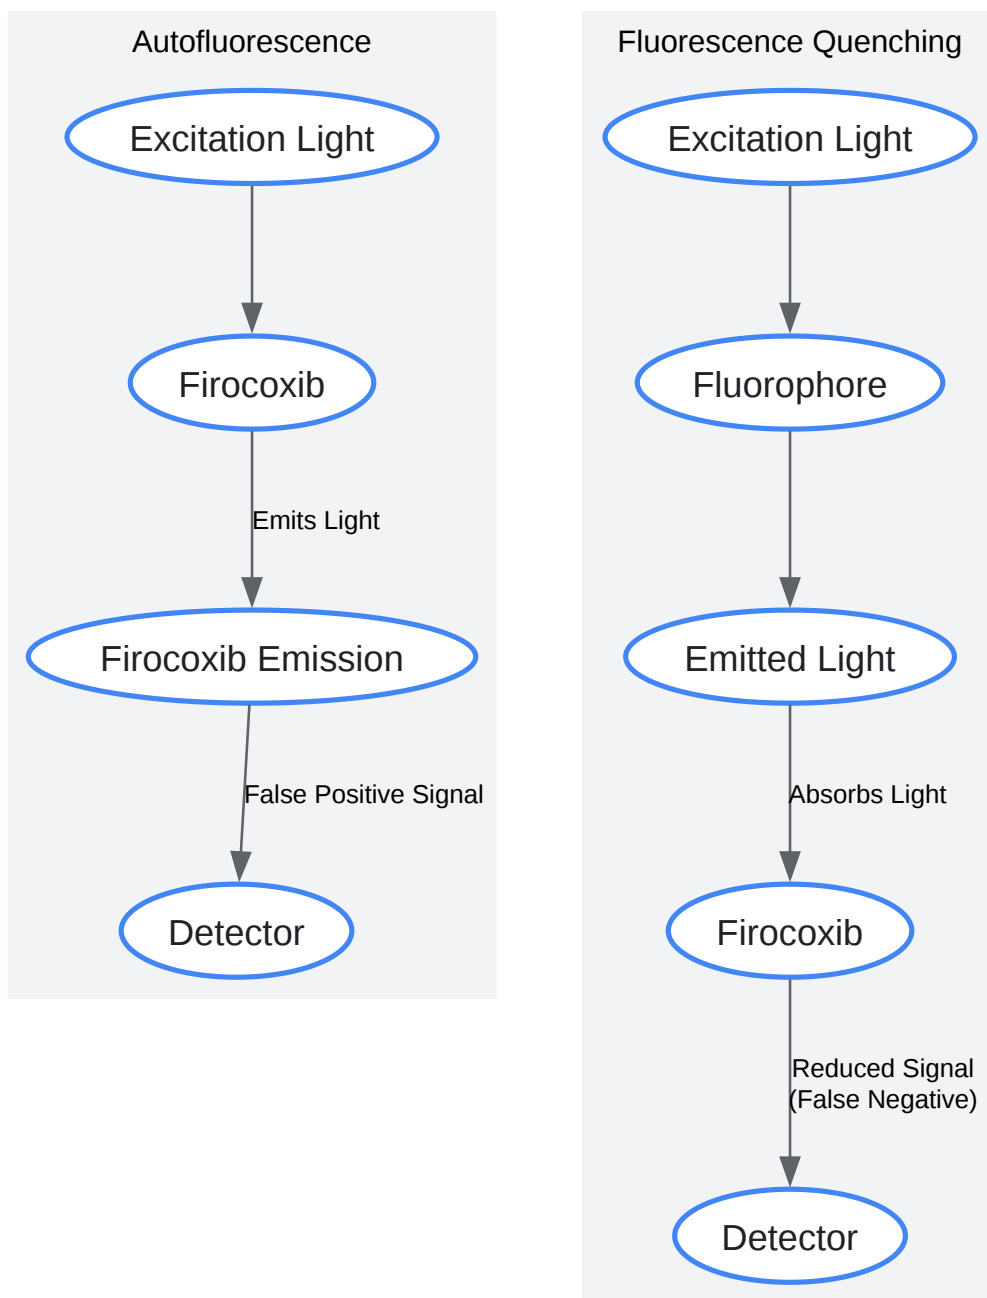 Autofluorescence
Excitation Light
Firocoxib
Emits Light
Firocoxib Emission
False Positive Signal
Detector
Fluorescence Quenching
Excitation Light
Fluorophore
Emitted Light
Absorbs Light
Firocoxib
Reduced Signal
(False Negative)
Detector